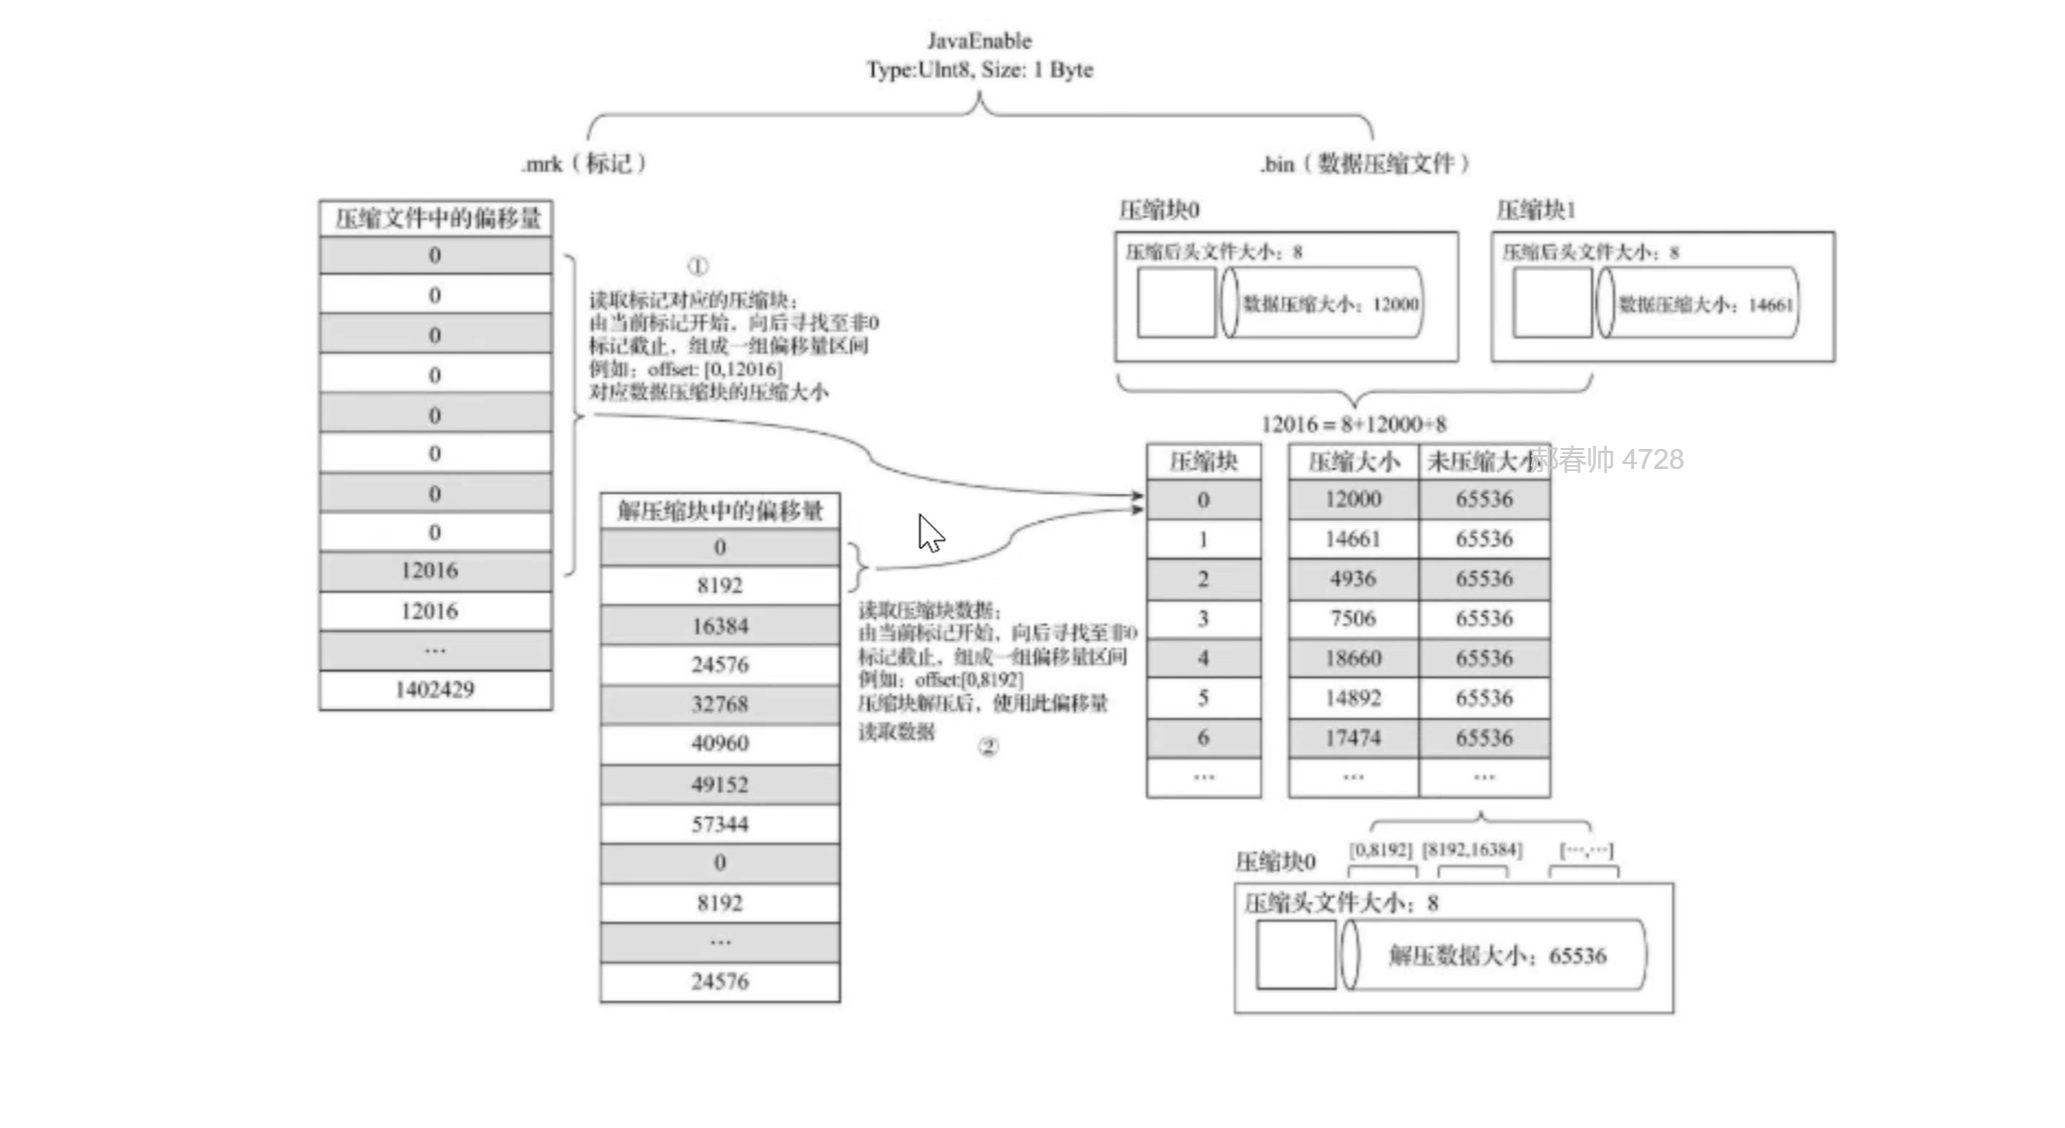 JavaEnable
Type:UInt8, Size: 1 Byte
.mrk（标记）
压缩文件中的偏移量
0
0
0
0
0
0
0
0
12016
12016
…
1402429
①
读取标记对应的压缩块：
由当前标记开始，向后寻找至非0
标记截止，组成一组偏移量区间
例如：offset: [0,12016]
对应数据压缩块的压缩大小
解压缩块中的偏移量
0
8192
16384
24576
32768
40960
49152
57344
0
8192
…
24576
读取压缩块数据：
由当前标记开始，向后寻找至非0
标记截止，组成一组偏移量区间
例如：offset:[0,8192]
压缩块解压后，使用此偏移量
读取数据
②
.bin（数据压缩文件）
压缩块0
压缩后头文件大小：8
数据压缩大小：12000
压缩块1
压缩后头文件大小：8
数据压缩大小：14661
12016＝8+12000+8
压缩块 压缩大小 未压缩大小
0 12000 65536
1 14661 65536
2 4936 65536
3 7506 65536
4 18660 65536
5 14892 65536
6 17474 65536
… … …
郝春帅 4728
[0,8192] [8192,16384] […,…]
压缩块0
压缩头文件大小：8
解压数据大小：65536